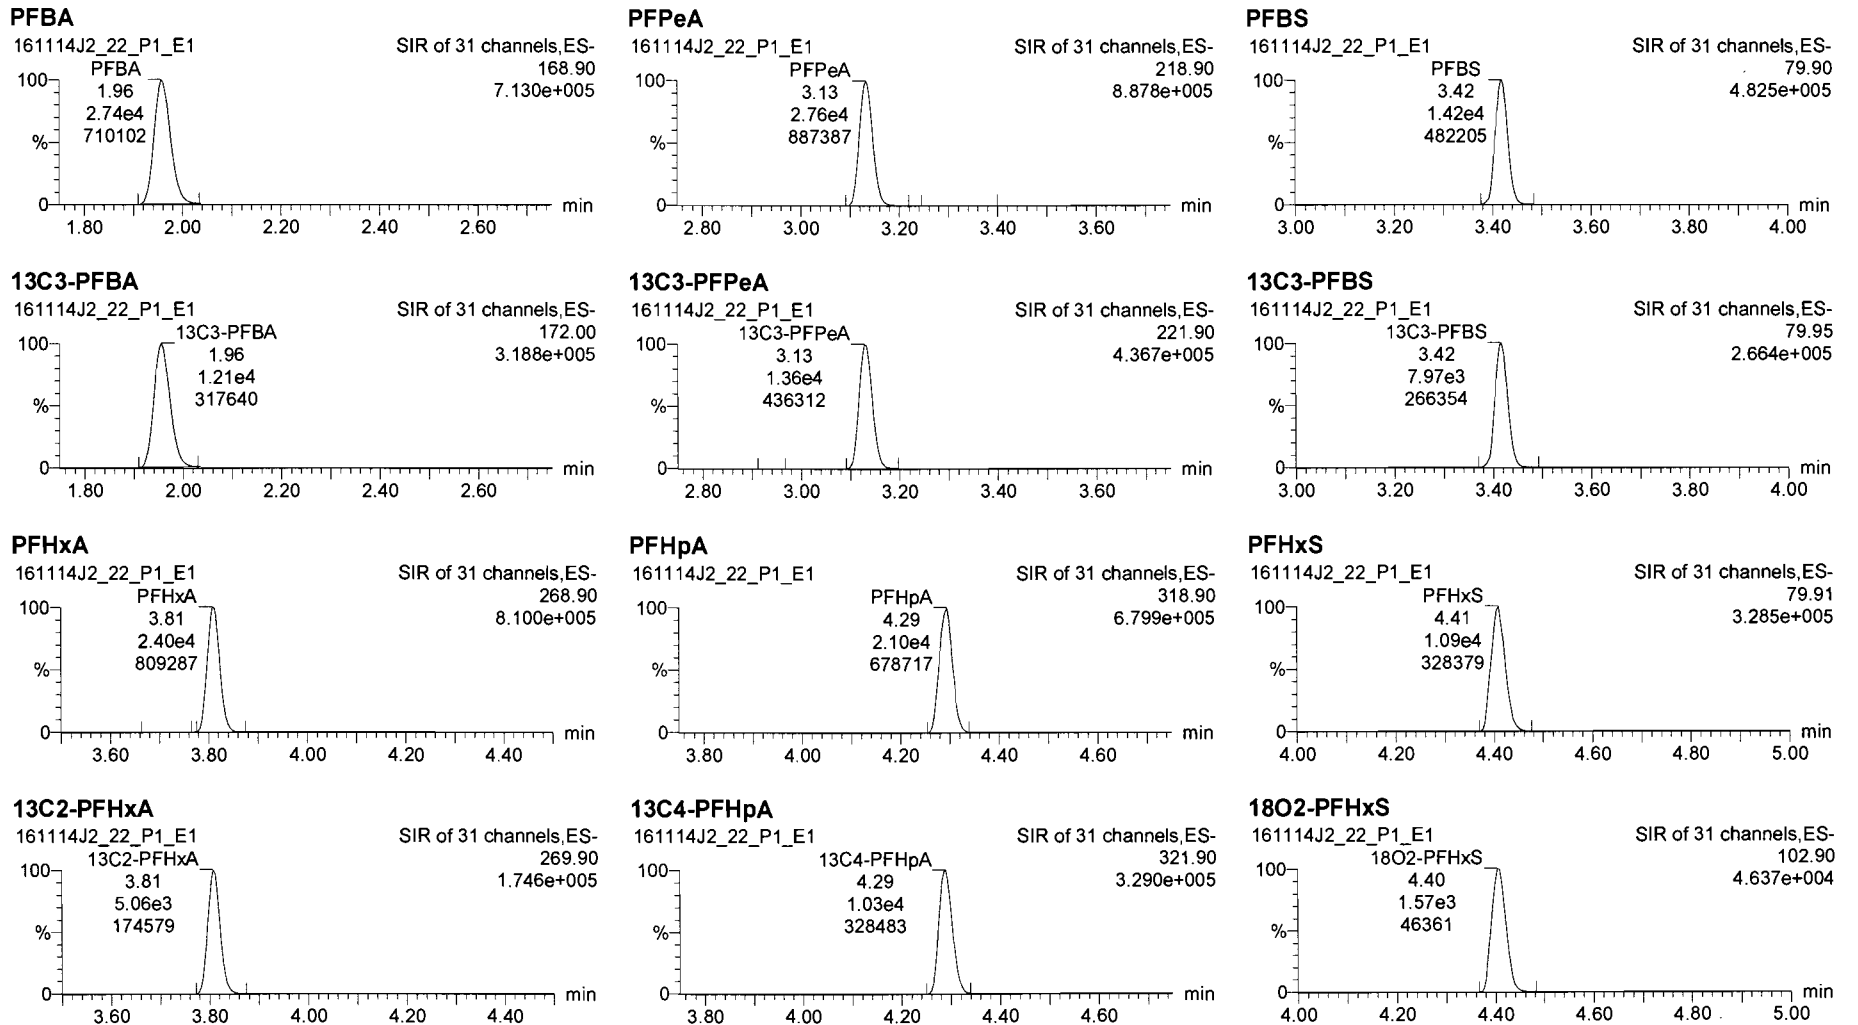 PFBA
161114J2_22_P1_E1
SIR of 31 channels,ES-
168.90
7.130e+005
PFBA
1.96
2.74e4
710102
100
%
0
1.80 2.00 2.20 2.40 2.60 min
PFPeA
161114J2_22_P1_E1
SIR of 31 channels,ES-
218.90
8.878e+005
PFPeA
3.13
2.76e4
887387
100
%
0
2.80 3.00 3.20 3.40 3.60 min
PFBS
161114J2_22_P1_E1
SIR of 31 channels,ES-
79.90
4.825e+005
PFBS
3.42
1.42e4
482205
100
%
0
3.00 3.20 3.40 3.60 3.80 4.00 min
13C3-PFBA
161114J2_22_P1_E1
SIR of 31 channels,ES-
172.00
3.188e+005
13C3-PFBA
1.96
1.21e4
317640
100
%
0
1.80 2.00 2.20 2.40 2.60 min
13C3-PFPeA
161114J2_22_P1_E1
SIR of 31 channels,ES-
221.90
4.367e+005
13C3-PFPeA
3.13
1.36e4
436312
100
%
0
2.80 3.00 3.20 3.40 3.60 min
13C3-PFBS
161114J2_22_P1_E1
SIR of 31 channels,ES-
79.95
2.664e+005
13C3-PFBS
3.42
7.97e3
266354
100
%
0
3.00 3.20 3.40 3.60 3.80 4.00 min
PFHxA
161114J2_22_P1_E1
SIR of 31 channels,ES-
268.90
8.100e+005
PFHxA
3.81
2.40e4
809287
100
%
0
3.60 3.80 4.00 4.20 4.40 min
PFHpA
161114J2_22_P1_E1
SIR of 31 channels,ES-
318.90
6.799e+005
PFHpA
4.29
2.10e4
678717
100
%
0
3.80 4.00 4.20 4.40 4.60 min
PFHxS
161114J2_22_P1_E1
SIR of 31 channels,ES-
79.91
3.285e+005
PFHxS
4.41
1.09e4
328379
100
%
0
4.00 4.20 4.40 4.60 4.80 5.00 min
13C2-PFHxA
161114J2_22_P1_E1
SIR of 31 channels,ES-
269.90
1.746e+005
13C2-PFHxA
3.81
5.06e3
174579
100
%
0
3.60 3.80 4.00 4.20 4.40 min
13C4-PFHpA
161114J2_22_P1_E1
SIR of 31 channels,ES-
321.90
3.290e+005
13C4-PFHpA
4.29
1.03e4
328483
100
%
0
3.80 4.00 4.20 4.40 4.60 min
18O2-PFHxS
161114J2_22_P1_E1
SIR of 31 channels,ES-
102.90
4.637e+004
18O2-PFHxS
4.40
1.57e3
46361
100
%
0
4.00 4.20 4.40 4.60 4.80 5.00 min